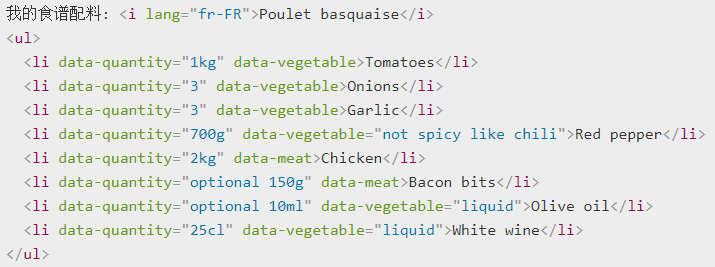 我的食谱配料: <i lang="fr-FR">Poulet basquaise</i>
<ul>
  <li data-quantity="1kg" data-vegetable>Tomatoes</li>
  <li data-quantity="3" data-vegetable>Onions</li>
  <li data-quantity="3" data-vegetable>Garlic</li>
  <li data-quantity="700g" data-vegetable="not spicy like chili">Red pepper</li>
  <li data-quantity="2kg" data-meat>Chicken</li>
  <li data-quantity="optional 150g" data-meat>Bacon bits</li>
  <li data-quantity="optional 10ml" data-vegetable="liquid">Olive oil</li>
  <li data-quantity="25cl" data-vegetable="liquid">White wine</li>
</ul>